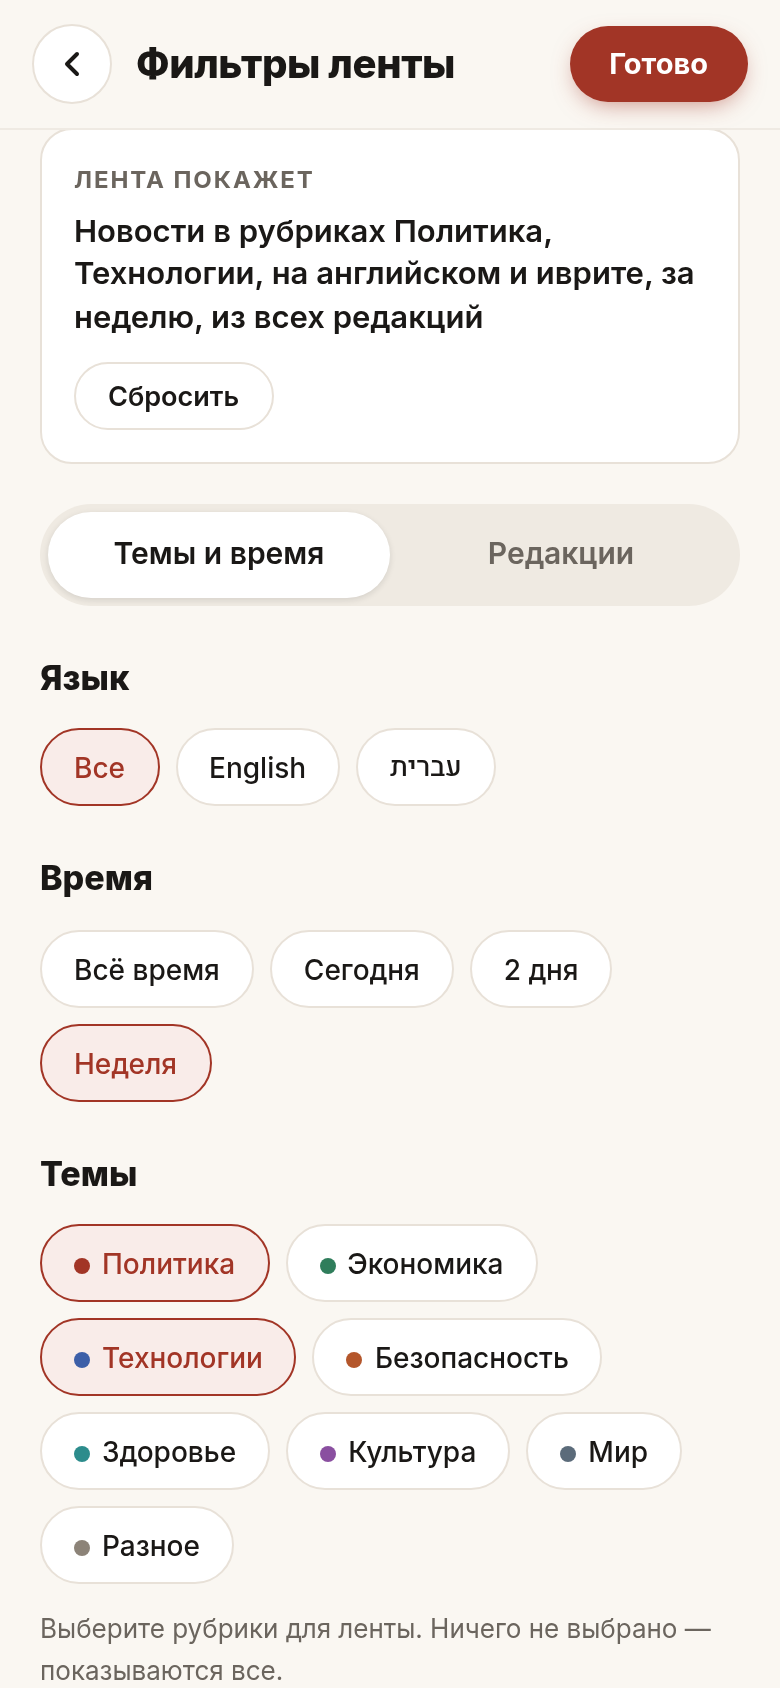 Фильтры ленты
Готово
ЛЕНТА ПОКАЖЕТ
Новости в рубриках Политика,
Технологии, на английском и иврите, за
неделю, из всех редакций
Сбросить
Темы и время
Редакции
Язык
Все
English
עברית
Время
Всё время
Сегодня
2 дня
Неделя
Темы
Политика
Экономика
Технологии
Безопасность
Здоровье
Культура
Мир
Разное
Выберите рубрики для ленты. Ничего не выбрано —
показываются все.